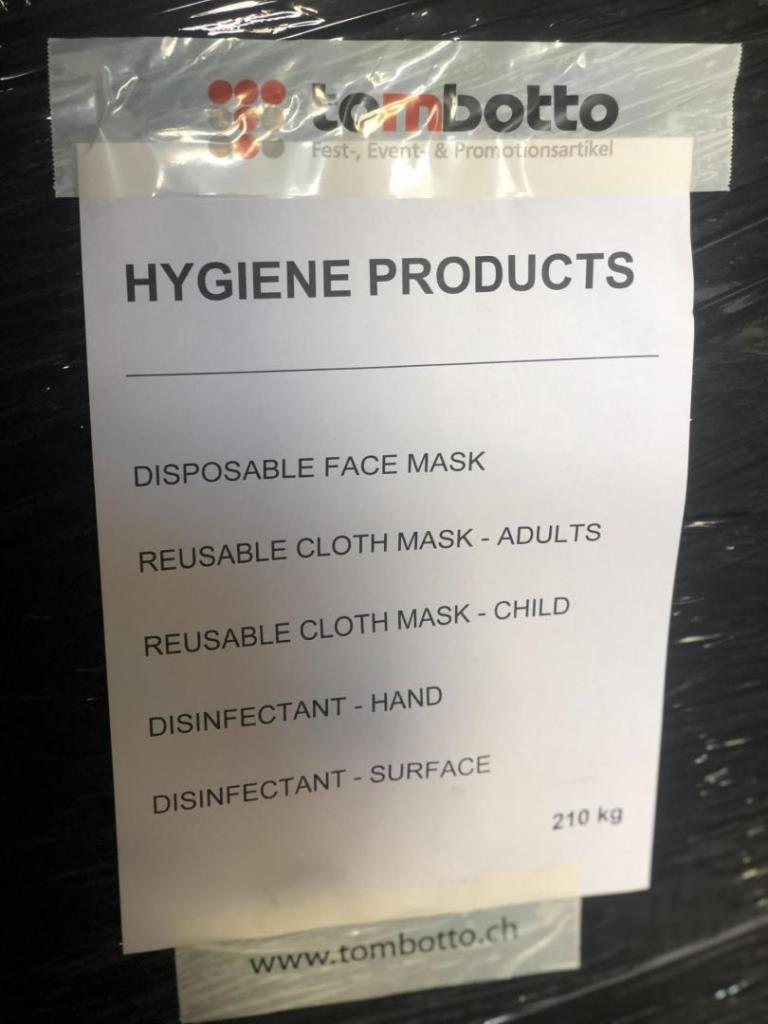 tombotto
Fest-, Event- & Promotionsartikel
HYGIENE PRODUCTS
DISPOSABLE FACE MASK
REUSABLE CLOTH MASK - ADULTS
REUSABLE CLOTH MASK - CHILD
DISINFECTANT - HAND
DISINFECTANT - SURFACE
210 kg
www.tombotto.ch